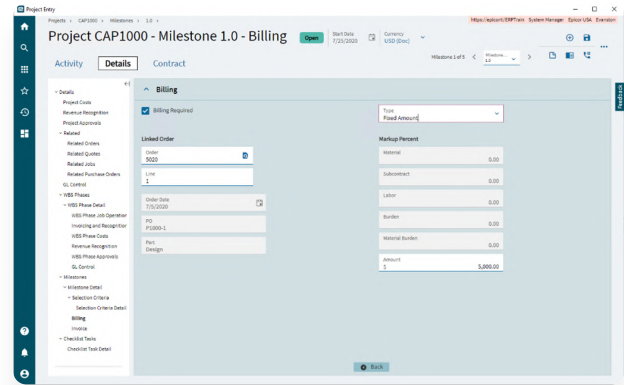 Project Entry
Projects > CAP1000 > Milestones > 1.0 >
https://epicor0/ERPTrain System Manager Epicor USA Evanston
Project CAP1000 - Milestone 1.0 - Billing
Open
Start Date
7/25/2020
Currency
USD (Doc)
Milestone 1 of 5
Milestone...
1.0
Activity
Details
Contract
Feedback
Details
Project Costs
Revenue Recognition
Project Approvals
Related
Related Orders
Related Quotes
Related Jobs
Related Purchase Orders
GL Control
WBS Phases
WBS Phase Detail
WBS Phase Job Operation
Invoicing and Recognition
WBS Phase Costs
Revenue Recognition
WBS Phase Approvals
GL Control
Milestones
Milestone Detail
Selection Criteria
Selection Criteria Detail
Billing
Invoice
Checklist Tasks
Checklist Task Detail
Billing
Billing Required
Type
Fixed Amount
Linked Order
Order
5020
Line
1
Order Date
7/5/2020
PO
P1000-1
Part
Design
Markup Percent
Material
0.00
Subcontract
0.00
Labor
0.00
Burden
0.00
Material Burden
0.00
Amount
5,000.00
Back